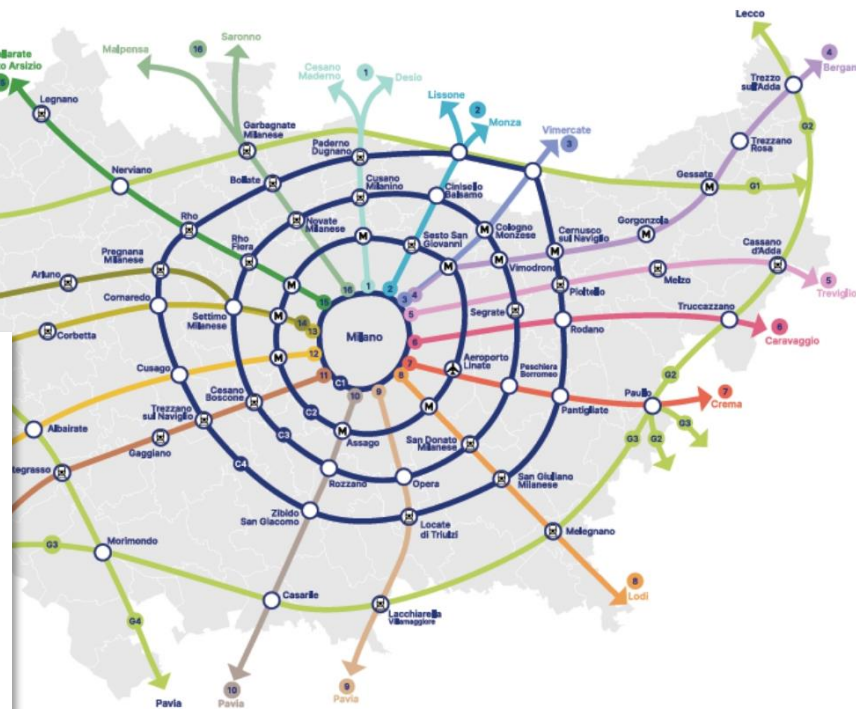 Lecco
Malpensa
16
Saronno
4
Cesano
Maderno
1
Desio
Trezzo
sull'Adda
Legnano
Lissone
2
Monza
Vimercate
3
G2
Garbagnate
Milanese
Paderno
Dugnano
Trezzano
Rosa
Nerviano
Bollate
Cusano
Milanino
Cinisello
Balsamo
Gessate
M
G1
Rho
Novate
Milanese
Cologno
Monzese
Gorgonzola
M
Pregnana
Milanese
Rho
Fiera
M
Sesto San
Giovanni
M
M
Cernusco
sul Naviglio
M
Cassano
d'Adda
Arluno
M
M
Vimodrone
Melzo
5
Treviglio
Cornaredo
16
1
2
3
4
Pioltello
15
5
Settimo
Milanese
M
14
13
Milano
Segrate
Rodano
Truccazzano
6
Caravaggio
Corbetta
M
12
6
Cusago
11
C1
10
9
8
7
Aeroporto
Linate
Peschiera
Borromeo
G2
Cesano
Boscone
C2
M
Pantigliate
Paullo
7
Crema
Trezzano
sul Naviglio
C3
M
Assago
San Donato
Milanese
G3
G2
G3
Albairate
Gaggiano
C4
Rozzano
Opera
San Giuliano
Milanese
Zibido
San Giacomo
Locate
di Triulzi
Melegnano
G3
Morimondo
8
Lodi
Casarile
Lacchiarella
Villamaggiore
G4
10
Pavia
9
Pavia
Pavia